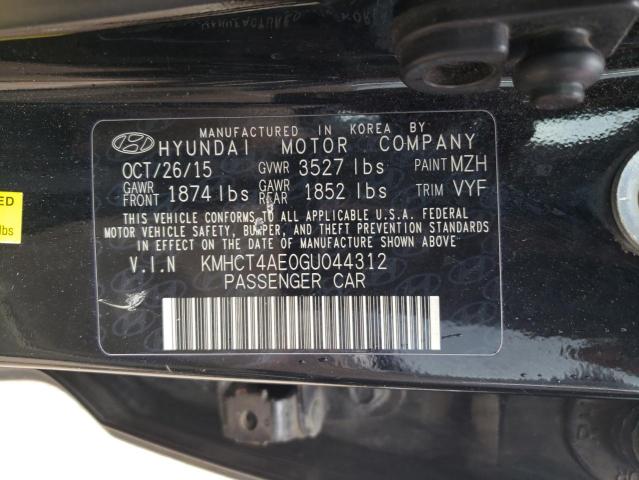 MANUFACTURED IN KOREA BY
HYUNDAI MOTOR COMPANY
OCT/26/15 GVWR 3527 lbs PAINT MZH
GAWR FRONT 1874 lbs GAWR REAR 1852 lbs TRIM VYF
THIS VEHICLE CONFORMS TO ALL APPLICABLE U.S.A. FEDERAL
MOTOR VEHICLE SAFETY, BUMPER, AND THEFT PREVENTION STANDARDS
IN EFFECT ON THE DATE OF MANUFACTURE SHOWN ABOVE.
V.I.N KMHCT4AE0GU044312
PASSENGER CAR
ED
lbs